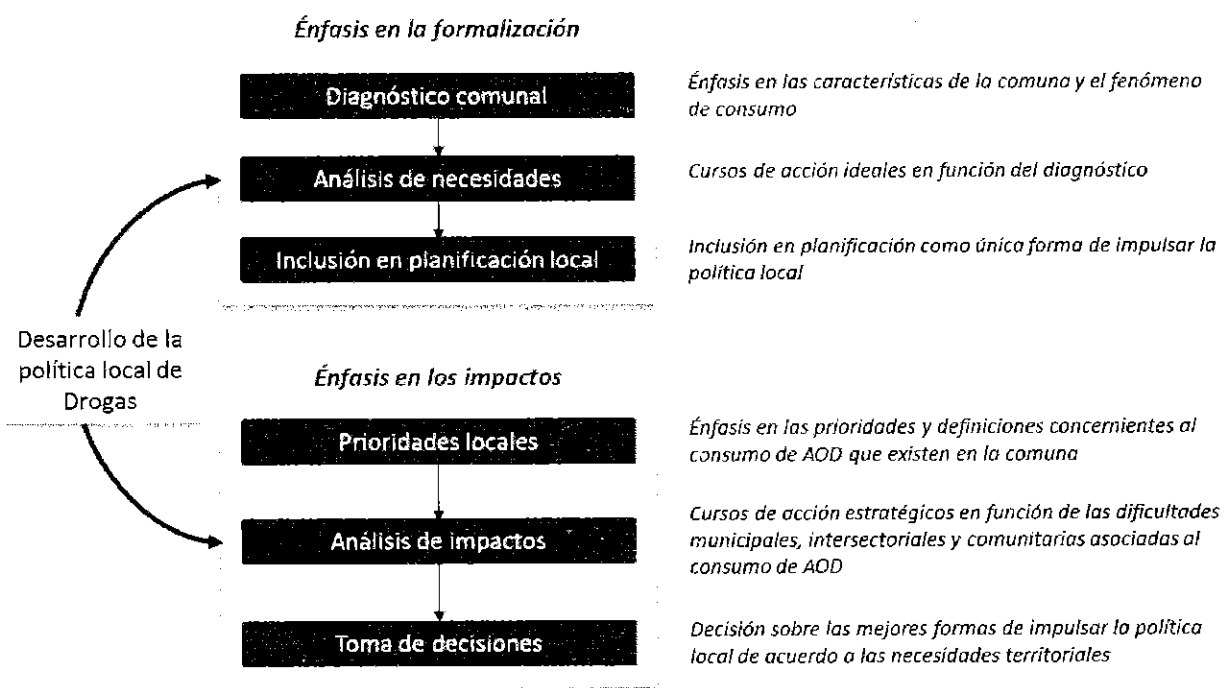 Énfasis en la formalización
Diagnóstico comunal
Énfasis en las características de la comuna y el fenómeno
de consumo
Análisis de necesidades
Cursos de acción ideales en función del diagnóstico
Inclusión en planificación local
Inclusión en planificación como única forma de impulsar la
política local
Desarrollo de la
política local de
Drogas
Énfasis en los impactos
Prioridades locales
Énfasis en las prioridades y definiciones concernientes al
consumo de AOD que existen en la comuna
Análisis de impactos
Cursos de acción estratégicos en función de las dificultades
municipales, intersectoriales y comunitarias asociadas al
consumo de AOD
Toma de decisiones
Decisión sobre las mejores formas de impulsar la política
local de acuerdo a las necesidades territoriales